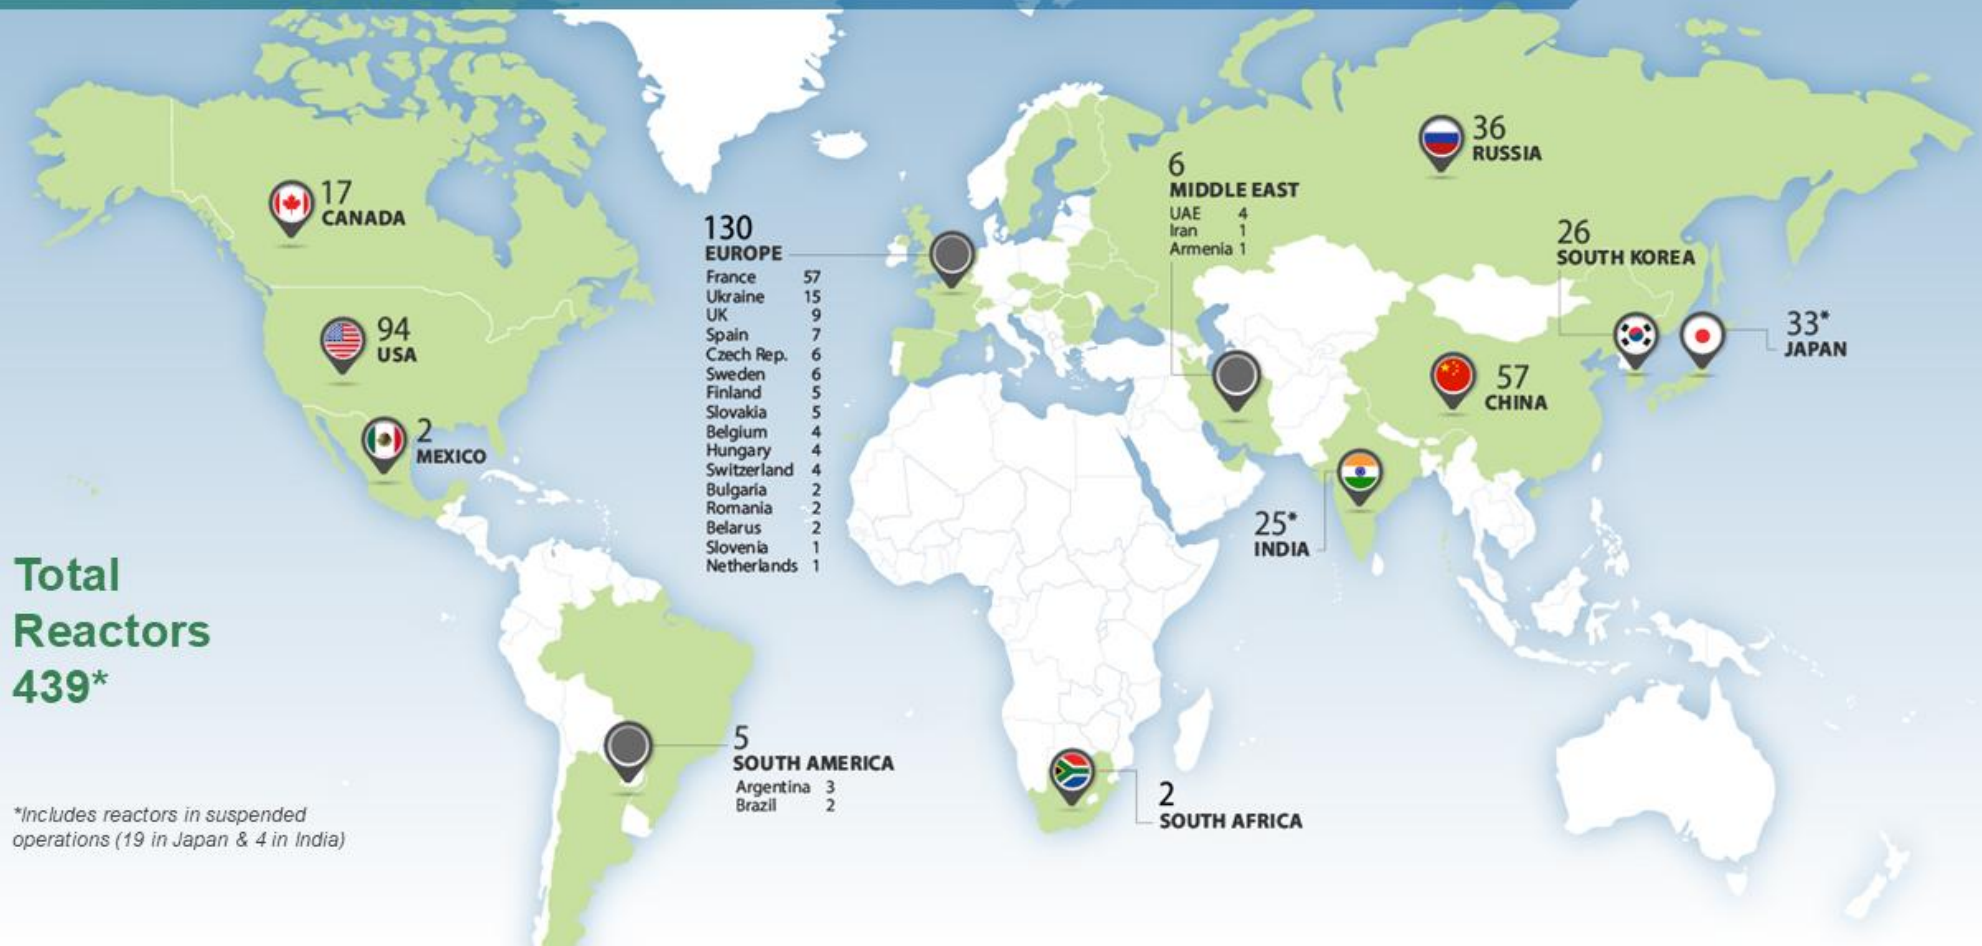 17
CANADA
94
USA
2
MEXICO
130
EUROPE
France 57
Ukraine 15
UK 9
Spain 7
Czech Rep. 6
Sweden 6
Finland 5
Slovakia 5
Belgium 4
Hungary 4
Switzerland 4
Bulgaria 2
Romania 2
Belarus 2
Slovenia 1
Netherlands 1
6
MIDDLE EAST
UAE 4
Iran 1
Armenia 1
36
RUSSIA
26
SOUTH KOREA
33*
JAPAN
57
CHINA
25*
INDIA
Total
Reactors
439*
5
SOUTH AMERICA
Argentina 3
Brazil 2
2
SOUTH AFRICA
*Includes reactors in suspended
operations (19 in Japan & 4 in India)